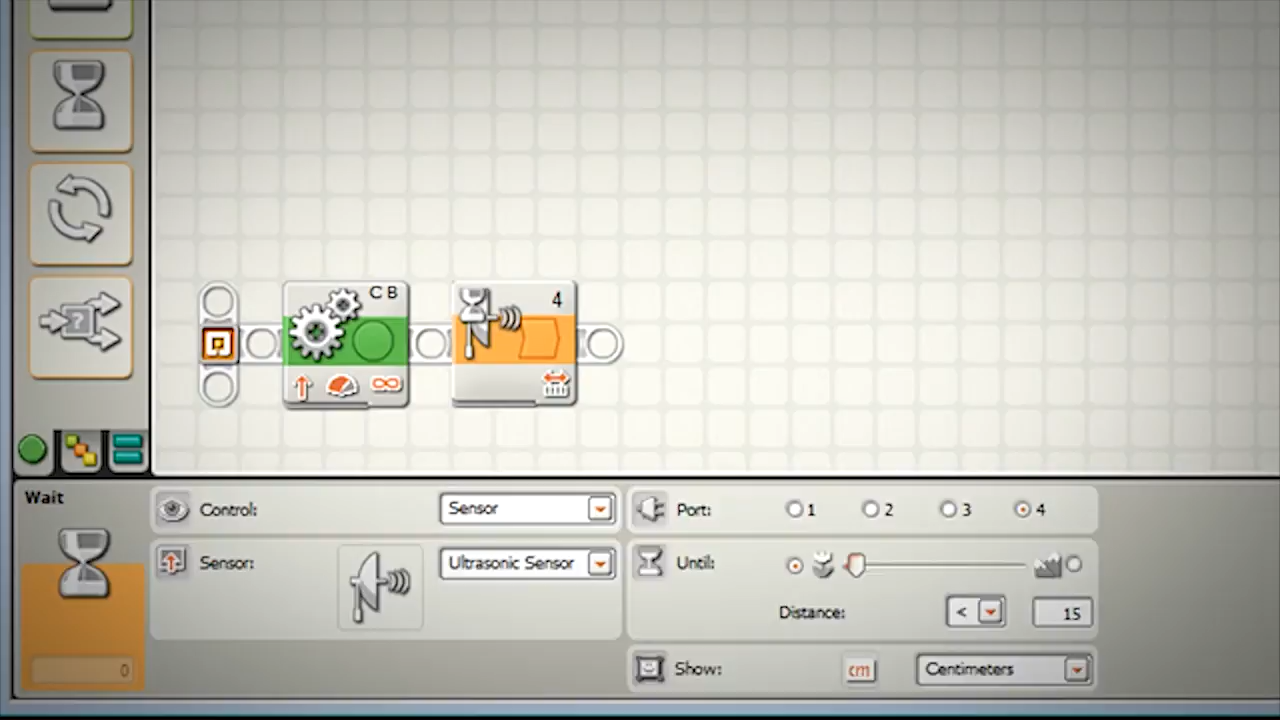 C B
4
Wait
Control:
Sensor
Port:
1
2
3
4
Sensor:
Ultrasonic Sensor
Until:
Distance:
<
15
0
Show:
cm
Centimeters